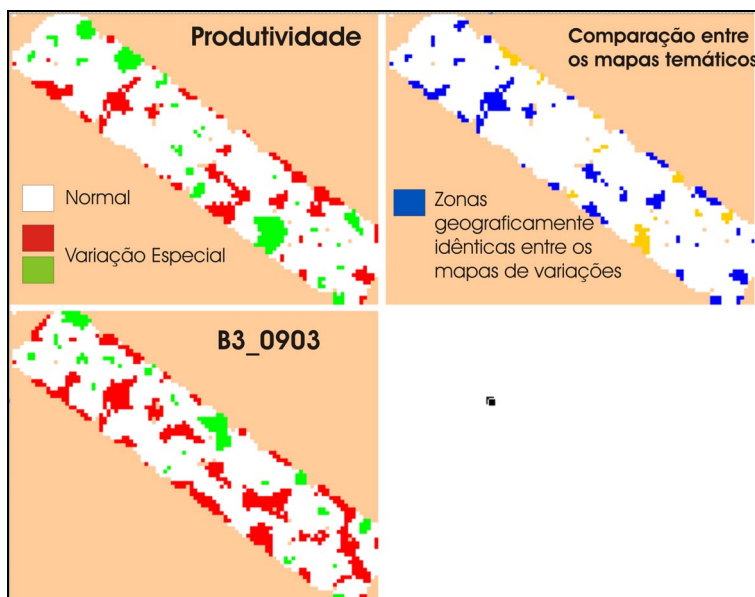 Produtividade
Normal
Variação Especial
Comparação entre
os mapas temáticos
Zonas
geograficamente
idênticas entre os
mapas de variações
B3_0903